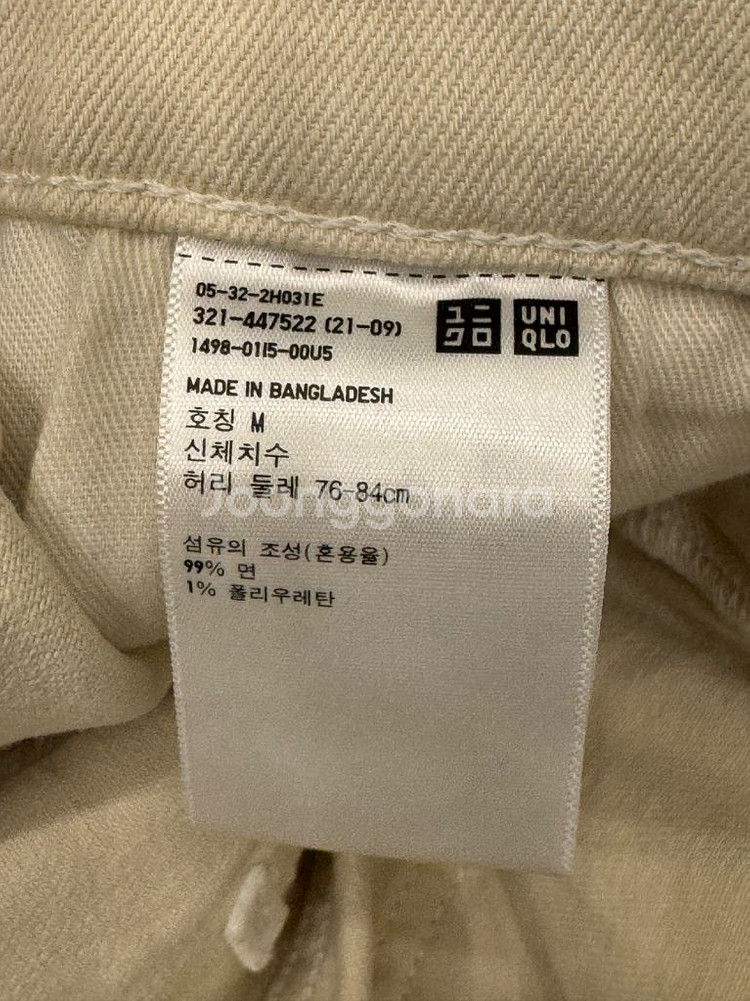 05-32-2H031E
321-447522 (21-09)
1498-0115-00U5
ユニ
クロ
UNI
QLO
MADE IN BANGLADESH
호칭 M
신체치수
허리 둘레 76-84cm
Joonggonara
섬유의 조성(혼용율)
99% 면
1% 폴리우레탄